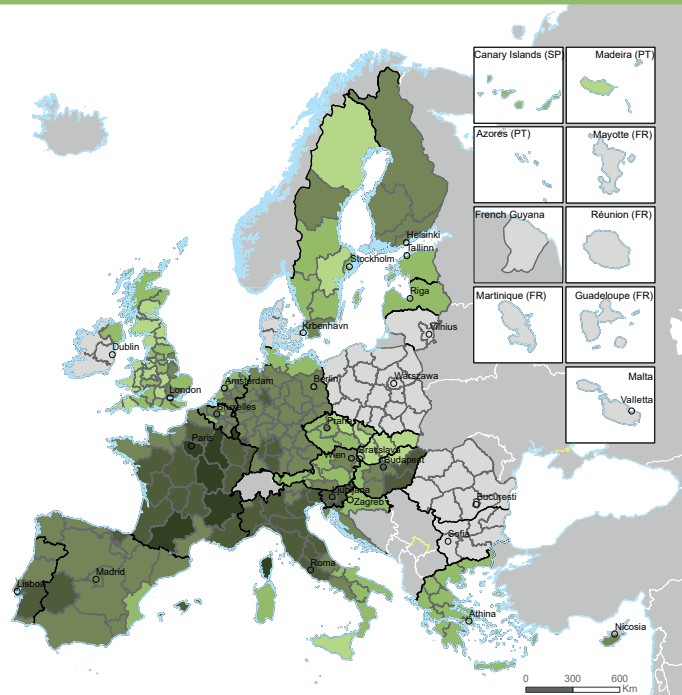 Canary Islands (SP)
Madeira (PT)
Azores (PT)
Mayotte (FR)
French Guyana
Réunion (FR)
Martinique (FR)
Guadeloupe (FR)
Malta
Valletta
Helsinki
Tallinn
Stockholm
Riga
Krbenhavn
Vilnius
Dublin
London
Amsterdam
Berlin
Warszawa
Bruxelles
Praha
Paris
Wien
Bratislava
Budapest
Ljubljana
Zagreb
Bucuresti
Sofia
Roma
Madrid
Lisboa
Athina
Nicosia
0 300 600
Km